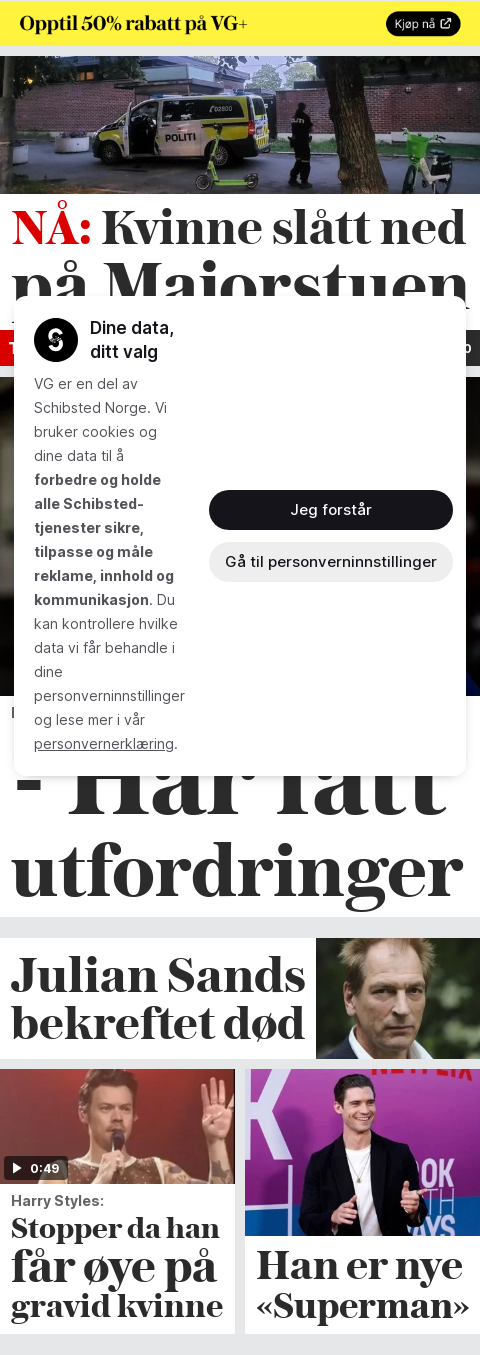 Opptil 50% rabatt på VG+
Kjøp nå
02800
POLITI
NÅ: Kvinne slått ned
på Majorstuen
Dine data,
ditt valg
VG er en del av
Schibsted Norge. Vi
bruker cookies og
dine data til å
forbedre og holde
alle Schibsted-
tjenester sikre,
tilpasse og måle
reklame, innhold og
kommunikasjon. Du
kan kontrollere hvilke
data vi får behandle i
dine
personverninnstillinger
og lese mer i vår
personvernerklæring.
Jeg forstår
Gå til personverninnstillinger
- Har fått
utfordringer
Julian Sands
bekreftet død
0:49
Harry Styles:
Stopper da han
får øye på
gravid kvinne
NETFLIX
Han er nye
«Superman»